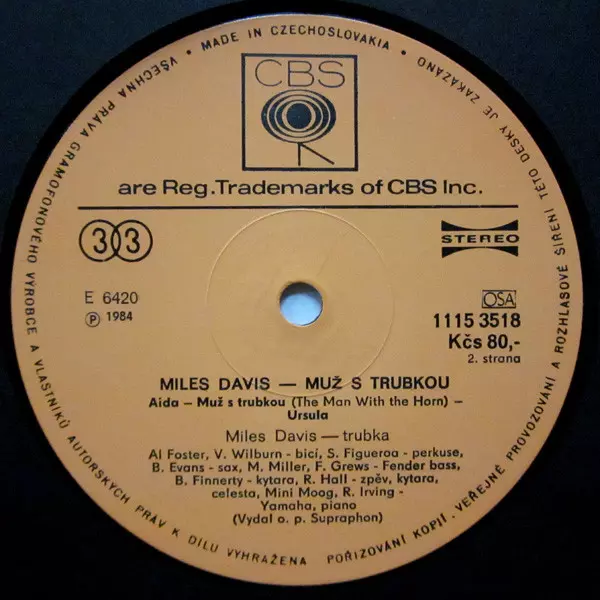 VŠECHNA PRÁVA GRAMOFONOVÉHO VÝROBCE A VLASTNÍKŮ AUTORSKÝCH PRÁV K DÍLU VYHRAŽENA
• MADE IN CZECHOSLOVAKIA •
POŘIZOVÁNÍ KOPIÍ, VEŘEJNÉ PROVOZOVÁNÍ A ROZHLASOVÉ ŠÍŘENÍ TÉTO DESKY JE ZAKÁZÁNO
CBS
are Reg.Trademarks of CBS Inc.
33
STEREO
E 6420
Ⓟ 1984
OSA
1115 3518
Kčs 80,-
2. strana
MILES DAVIS — MUŽ S TRUBKOU
Aida – Muž s trubkou (The Man With the Horn) –
Ursula
Miles Davis — trubka
Al Foster, V. Wilburn - bicí, S. Figueroa - perkuse,
B. Evans - sax, M. Miller, F. Grews - Fender bass,
B. Finnerty - kytara, R. Hall - zpěv, kytara,
celesta, Mini Moog, R. Irving -
Yamaha, piano
(Vydal o. p. Supraphon)